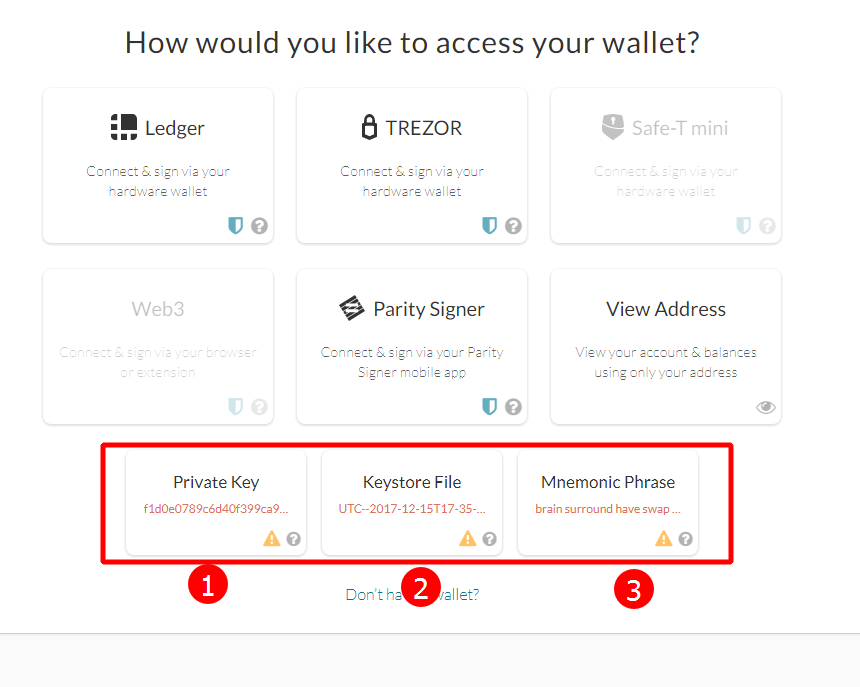 How would you like to access your wallet?
Ledger
Connect & sign via your
hardware wallet
TREZOR
Connect & sign via your
hardware wallet
Safe-T mini
Connect & sign via your
hardware wallet
Web3
Connect & sign via your browser
or extension
Parity Signer
Connect & sign via your Parity
Signer mobile app
View Address
View your account & balances
using only your address
Private Key
f1d0e0789c6d40f399ca9...
Keystore File
UTC--2017-12-15T17-35-...
Mnemonic Phrase
brain surround have swap ...
1
2
3
Don't ha wallet?